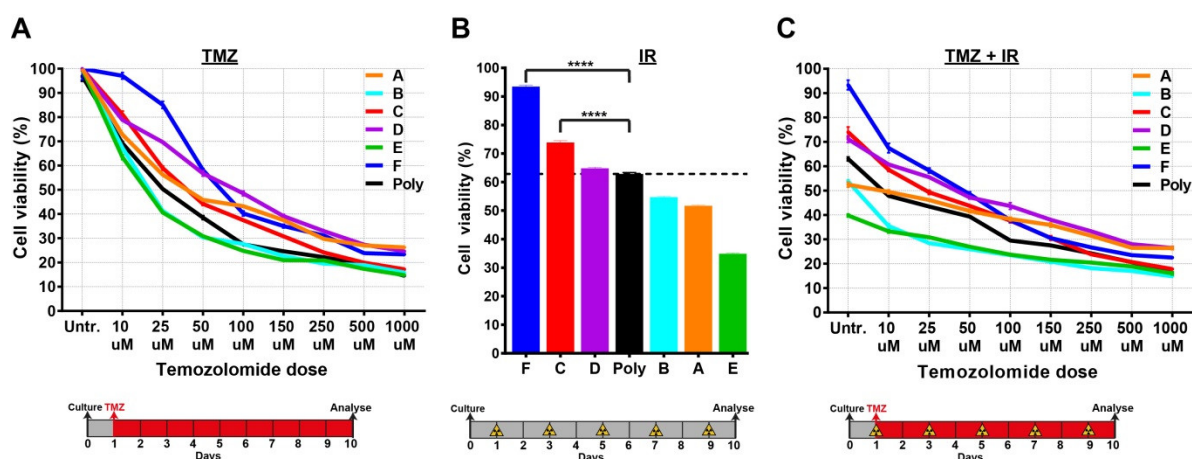 A
TMZ
100
90
80
70
60
50
40
30
20
10
0
Cell viability (%)
A
B
C
D
E
F
Poly
Untr. 10 25 50 100 150 250 500 1000
uM uM uM uM uM uM uM uM
Temozolomide dose
Culture TMZ Analyse
0 1 2 3 4 5 6 7 8 9 10
Days
B
IR
100
90
80
70
60
50
40
30
20
10
0
Cell viability (%)
****
****
F C D Poly B A E
Culture Analyse
0 1 2 3 4 5 6 7 8 9 10
Days
C
TMZ + IR
100
90
80
70
60
50
40
30
20
10
0
Cell viability (%)
A
B
C
D
E
F
Poly
Untr. 10 25 50 100 150 250 500 1000
uM uM uM uM uM uM uM uM
Temozolomide dose
Culture TMZ Analyse
0 1 2 3 4 5 6 7 8 9 10
Days